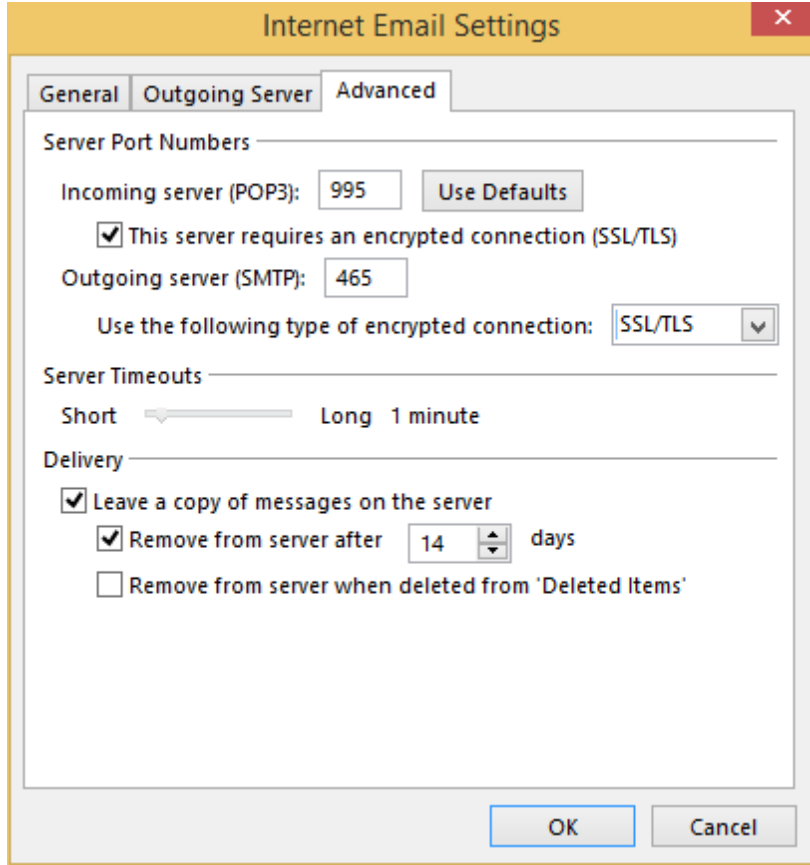 Internet Email Settings
General Outgoing Server Advanced
Server Port Numbers
Incoming server (POP3): 995 Use Defaults
This server requires an encrypted connection (SSL/TLS)
Outgoing server (SMTP): 465
Use the following type of encrypted connection: SSL/TLS
Server Timeouts
Short Long 1 minute
Delivery
Leave a copy of messages on the server
Remove from server after 14 days
Remove from server when deleted from 'Deleted Items'
OK Cancel